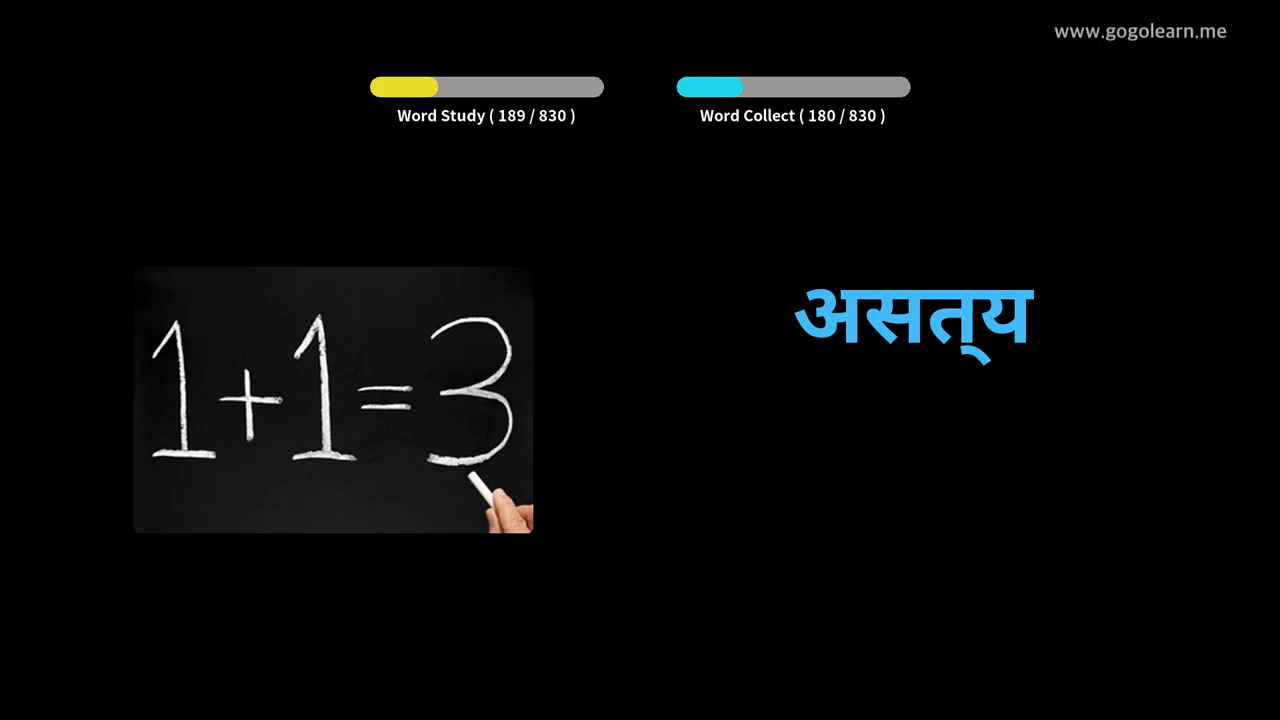 www.gogolearn.me
Word Study ( 189 / 830 )
Word Collect ( 180 / 830 )
1+1=3
असत्य